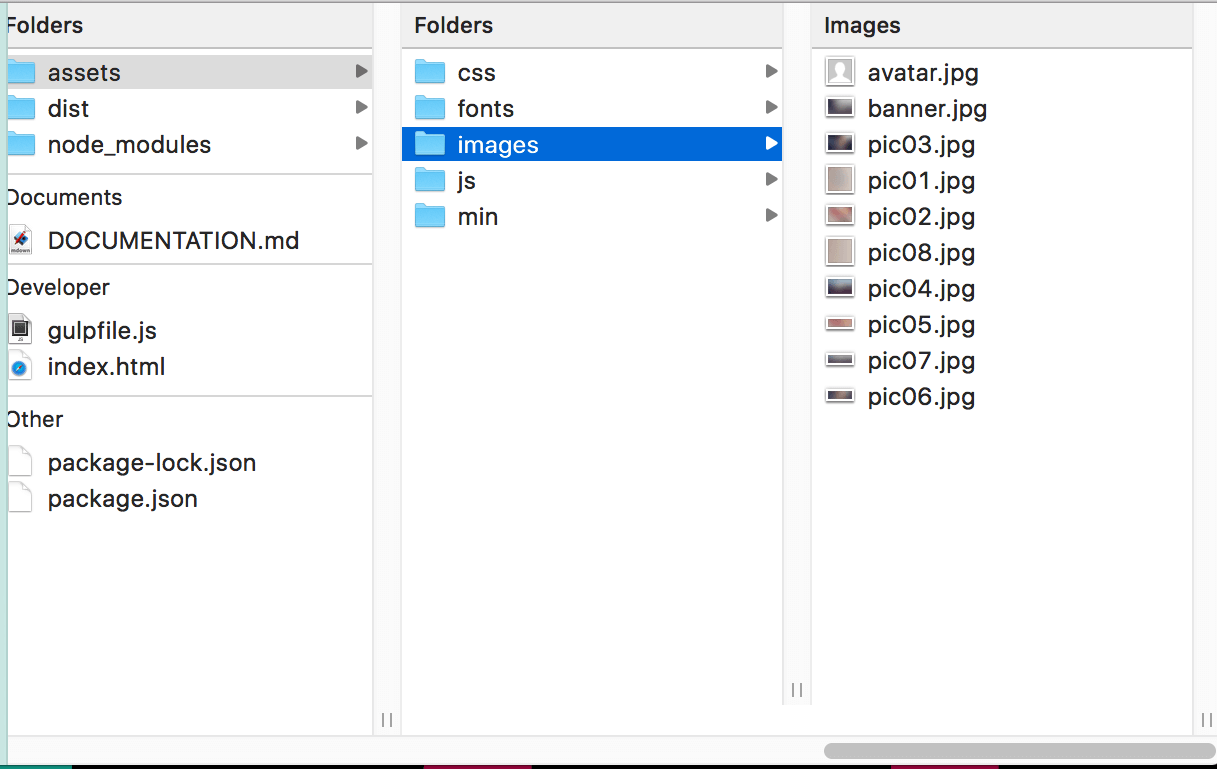 Folders
assets
dist
node_modules
Documents
DOCUMENTATION.md
Developer
gulpfile.js
index.html
Other
package-lock.json
package.json
Folders
css
fonts
images
js
min
Images
avatar.jpg
banner.jpg
pic03.jpg
pic01.jpg
pic02.jpg
pic08.jpg
pic04.jpg
pic05.jpg
pic07.jpg
pic06.jpg